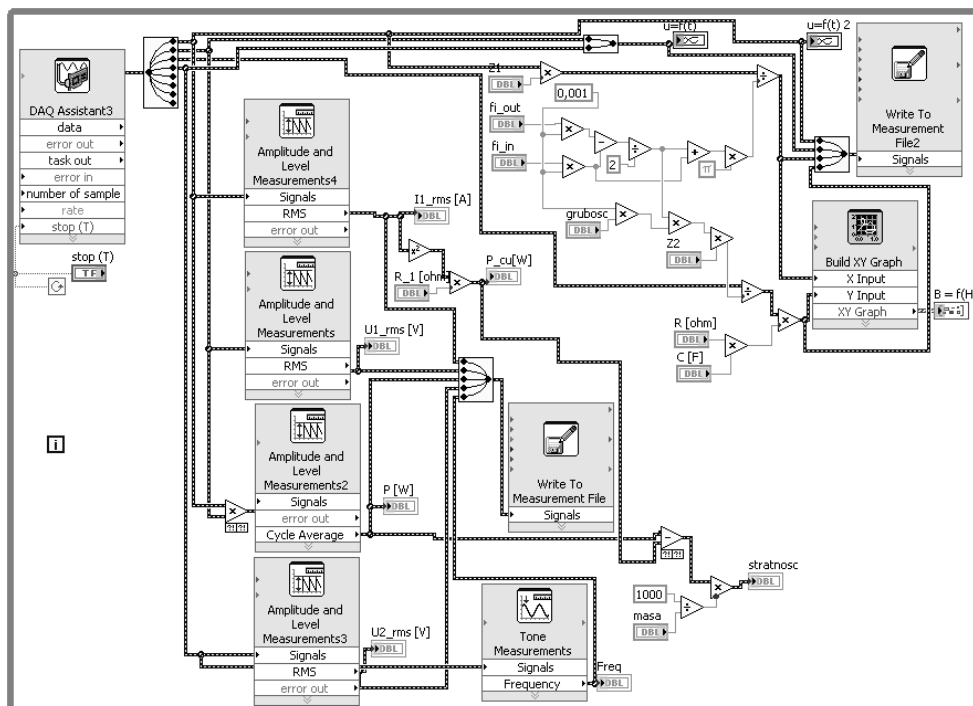 DAQ Assistant3
data
error out
task out
error in
number of sample
rate
stop (T)
stop (T)
TF
i
Amplitude and
Level
Measurements4
Signals
RMS
error out
Amplitude and
Level
Measurements
Signals
RMS
error out
Amplitude and
Level
Measurements2
Signals
error out
Cycle Average
Amplitude and
Level
Measurements3
Signals
RMS
error out
I1_rms [A]
DBL
x²
R_1 [ohm]
DBL
P_cu[W]
DBL
U1_rms [V]
DBL
P [W]
DBL
U2_rms [V]
DBL
Write To
Measurement File
Signals
Tone
Measurements
Signals
Frequency
Freq
DBL
u=f(t)
u=f(t) 2
Z1
DBL
0,001
fi_out
DBL
fi_in
DBL
2
π
grubosc
DBL
Z2
DBL
R [ohm]
DBL
C [F]
DBL
Write To
Measurement
File2
Signals
Build XY Graph
X Input
Y Input
XY Graph
B = f(H
?! ?!
?! ?!
1000
masa
DBL
stratnosc
DBL